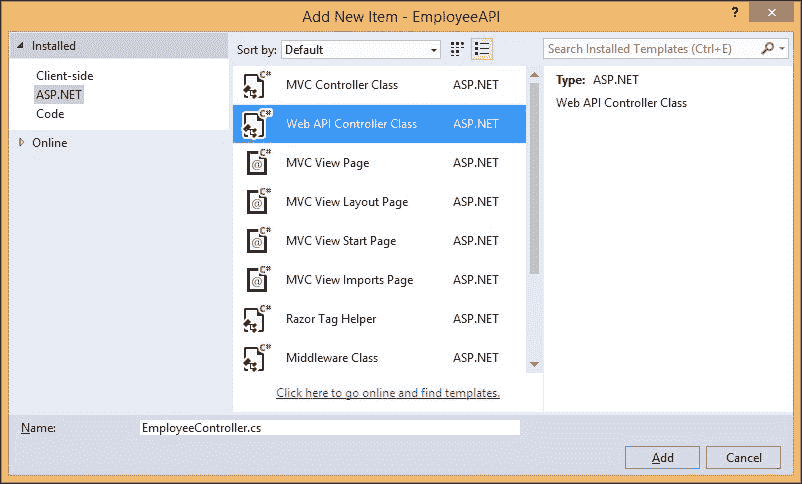 Add New Item - EmployeeAPI
?
Installed
Client-side
ASP.NET
Code
Online
Sort by: Default
Search Installed Templates (Ctrl+E)
C# MVC Controller Class ASP.NET
C# Web API Controller Class ASP.NET
C# @ MVC View Page ASP.NET
C# @ MVC View Layout Page ASP.NET
C# @ MVC View Start Page ASP.NET
C# @ MVC View Imports Page ASP.NET
C# Razor Tag Helper ASP.NET
C# Middleware Class ASP.NET
Click here to go online and find templates.
Type: ASP.NET
Web API Controller Class
Name: EmployeeController.cs
Add Cancel